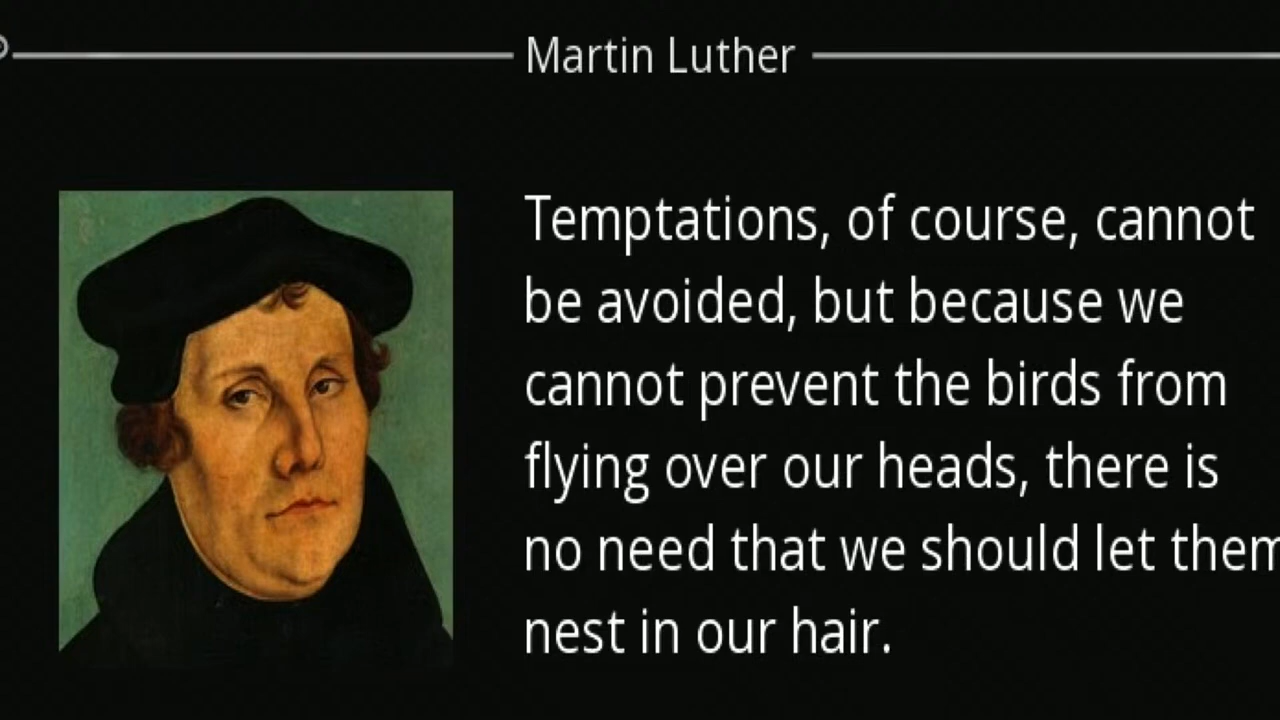 Martin Luther
Temptations, of course, cannot
be avoided, but because we
cannot prevent the birds from
flying over our heads, there is
no need that we should let them
nest in our hair.